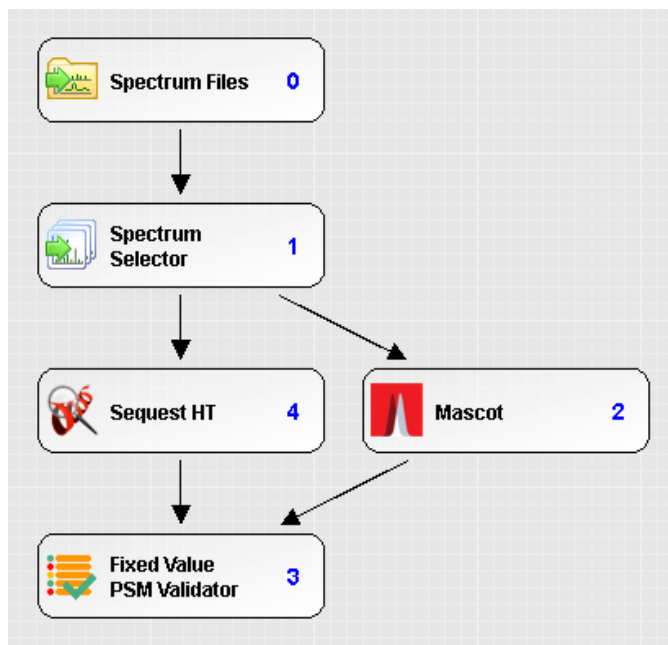 Spectrum Files 0
Spectrum
Selector 1
Sequest HT 4
Mascot 2
Fixed Value
PSM Validator 3